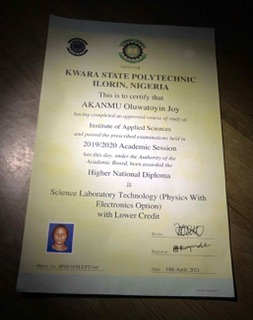 KWARA STATE POLYTECHNIC
ILORIN, NIGERIA
This is to certify that
AKANMU Oluwatoyin Joy
having completed an approved course of study at
Institute of Applied Sciences
and passed the prescribed examinations held in
2019/2020 Academic Session
has this day, under the Authority of the
Academic Board, been awarded the
Higher National Diploma
in
Science Laboratory Technology (Physics With
Electronics Option)
with Lower Credit
Rector
Registrar
Date 19th April, 2021